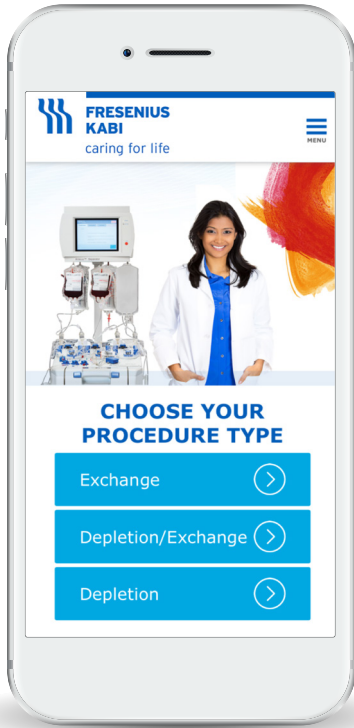 FRESENIUS
KABI
caring for life
MENU
CHOOSE YOUR
PROCEDURE TYPE
Exchange
Depletion/Exchange
Depletion